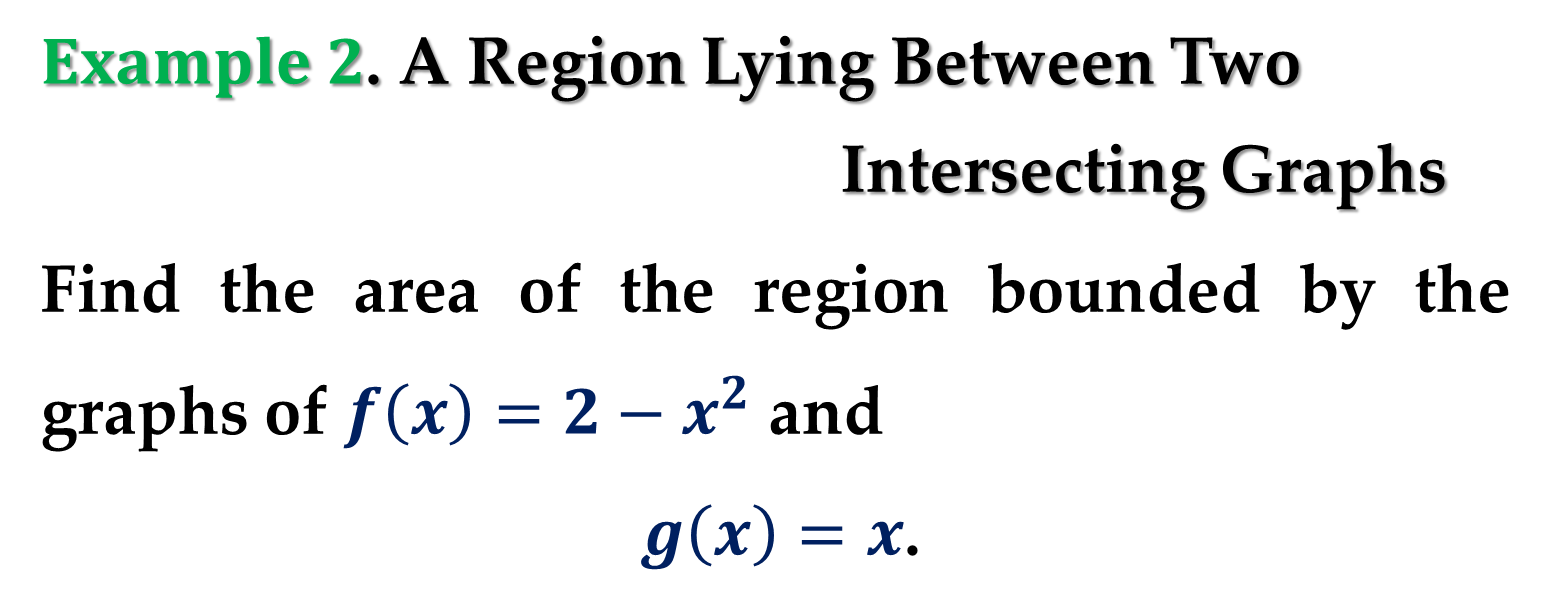 Example 2. A Region Lying Between Two
Intersecting Graphs
Find the area of the region bounded by the
graphs of f(x) = 2 − x² and
g(x) = x.